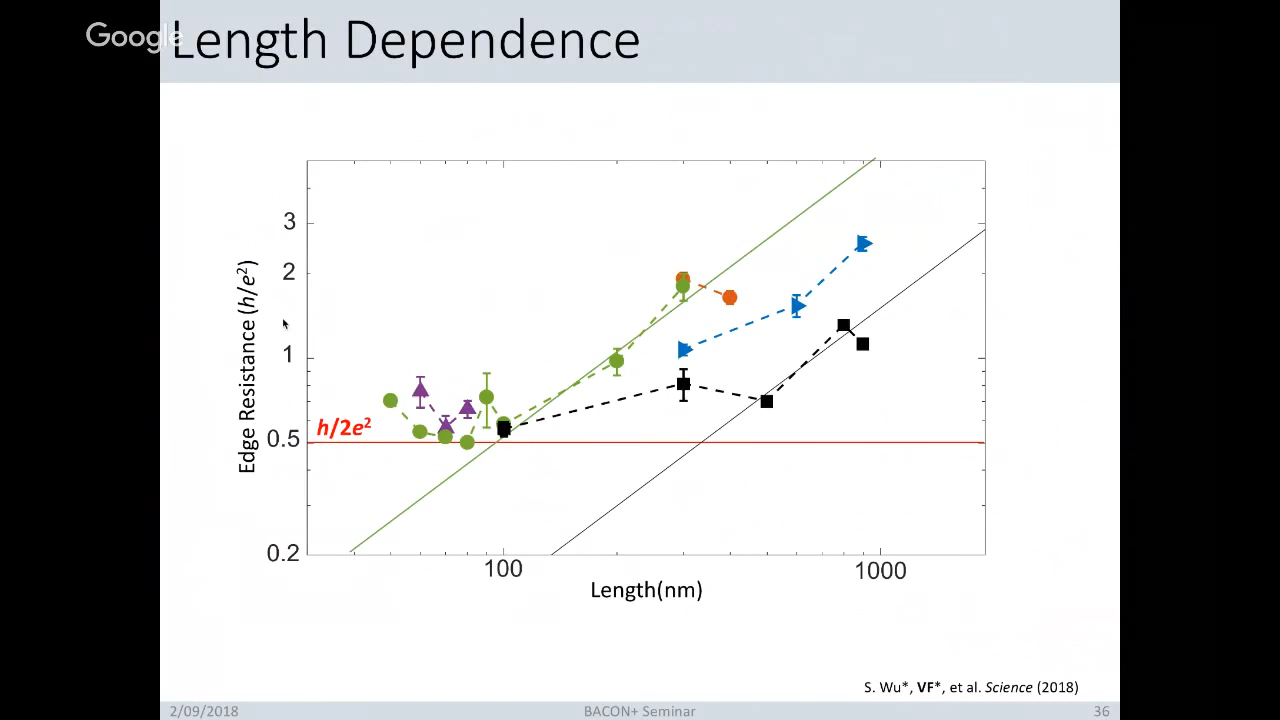 Google
Length Dependence
3
2
1
0.5
0.2
Edge Resistance (h/e²)
h/2e²
100
1000
Length(nm)
S. Wu*, VF*, et al. Science (2018)
2/09/2018
BACON+ Seminar
36